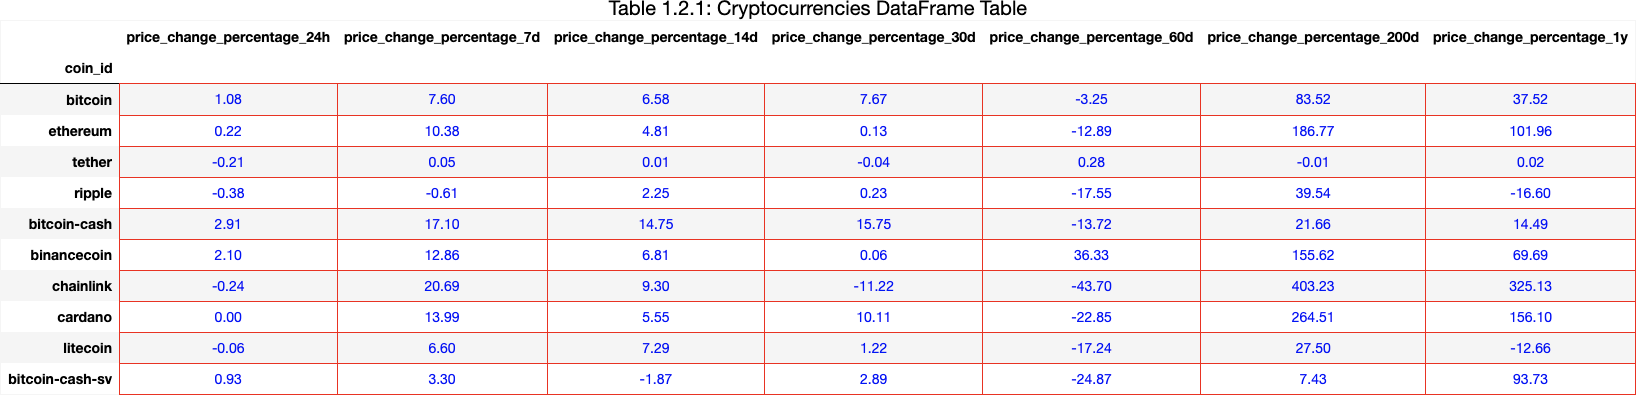 Table 1.2.1: Cryptocurrencies DataFrame Table
price_change_percentage_24h price_change_percentage_7d price_change_percentage_14d price_change_percentage_30d price_change_percentage_60d price_change_percentage_200d price_change_percentage_1y
coin_id
bitcoin 1.08 7.60 6.58 7.67 -3.25 83.52 37.52
ethereum 0.22 10.38 4.81 0.13 -12.89 186.77 101.96
tether -0.21 0.05 0.01 -0.04 0.28 -0.01 0.02
ripple -0.38 -0.61 2.25 0.23 -17.55 39.54 -16.60
bitcoin-cash 2.91 17.10 14.75 15.75 -13.72 21.66 14.49
binancecoin 2.10 12.86 6.81 0.06 36.33 155.62 69.69
chainlink -0.24 20.69 9.30 -11.22 -43.70 403.23 325.13
cardano 0.00 13.99 5.55 10.11 -22.85 264.51 156.10
litecoin -0.06 6.60 7.29 1.22 -17.24 27.50 -12.66
bitcoin-cash-sv 0.93 3.30 -1.87 2.89 -24.87 7.43 93.73